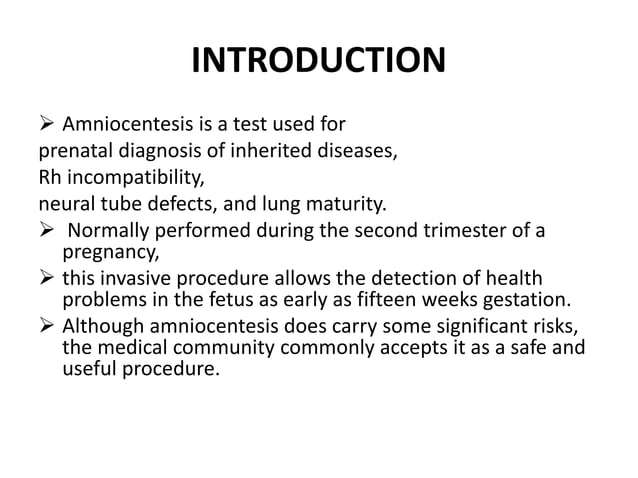 INTRODUCTION
➢ Amniocentesis is a test used for
prenatal diagnosis of inherited diseases,
Rh incompatibility,
neural tube defects, and lung maturity.
➢ Normally performed during the second trimester of a
pregnancy,
➢ this invasive procedure allows the detection of health
problems in the fetus as early as fifteen weeks gestation.
➢ Although amniocentesis does carry some significant risks,
the medical community commonly accepts it as a safe and
useful procedure.